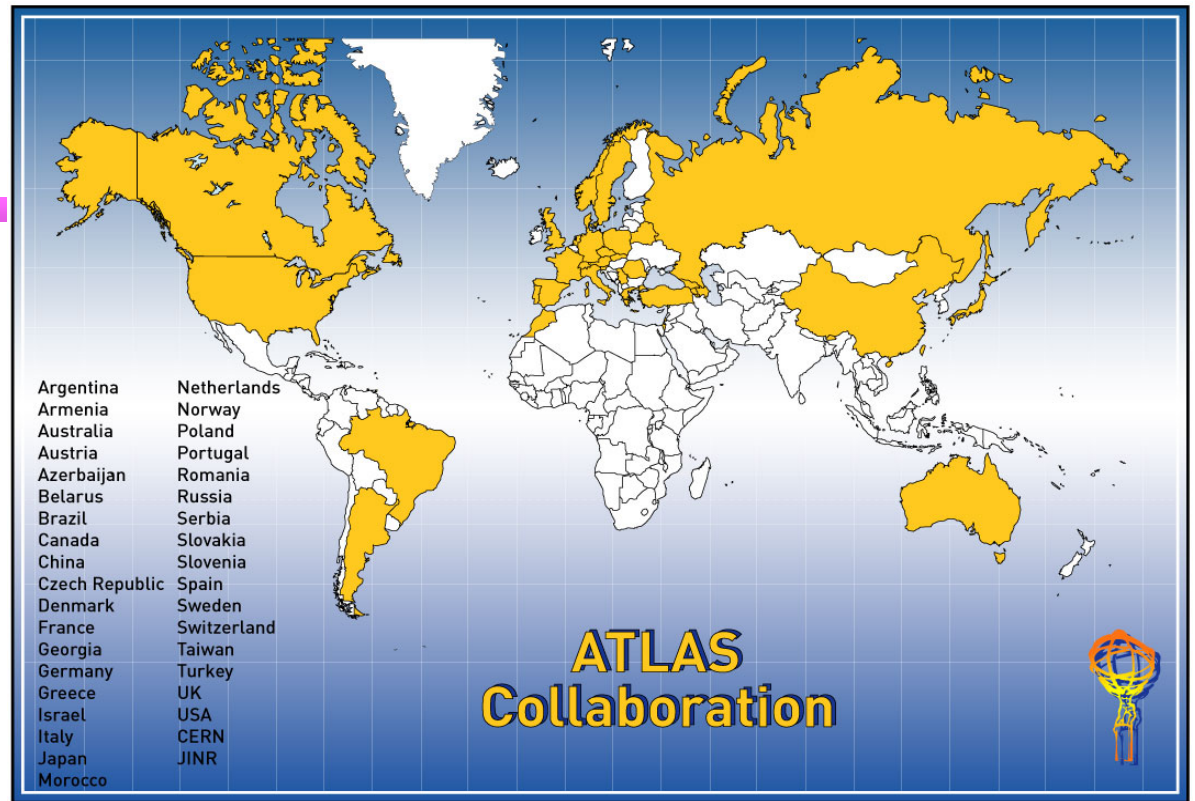 Argentina
Armenia
Australia
Austria
Azerbaijan
Belarus
Brazil
Canada
China
Czech Republic
Denmark
France
Georgia
Germany
Greece
Israel
Italy
Japan
Morocco
Netherlands
Norway
Poland
Portugal
Romania
Russia
Serbia
Slovakia
Slovenia
Spain
Sweden
Switzerland
Taiwan
Turkey
UK
USA
CERN
JINR
ATLAS
Collaboration